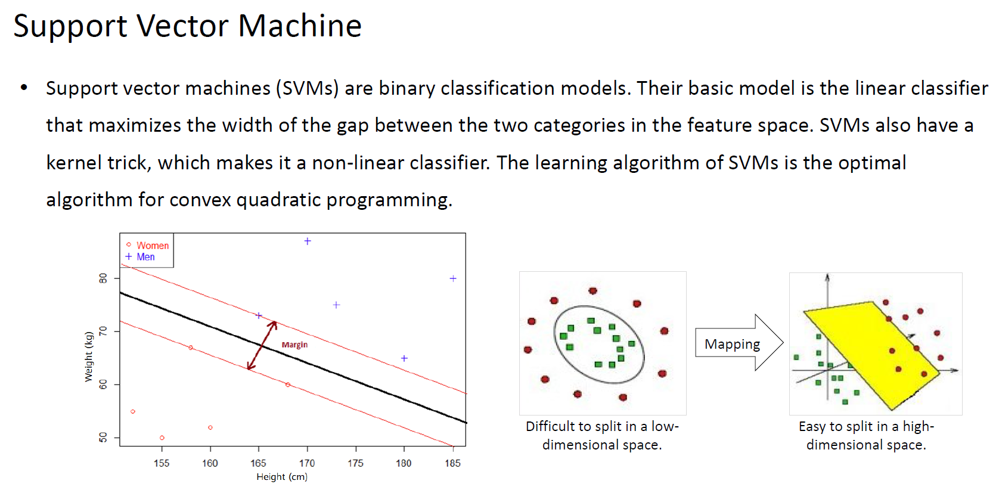 Support Vector Machine
• Support vector machines (SVMs) are binary classification models. Their basic model is the linear classifier
that maximizes the width of the gap between the two categories in the feature space. SVMs also have a
kernel trick, which makes it a non-linear classifier. The learning algorithm of SVMs is the optimal
algorithm for convex quadratic programming.
Women
Men
Margin
Weight (kg)
80
70
60
50
155 160 165 170 175 180 185
Height (cm)
Difficult to split in a low-
dimensional space.
Mapping
Easy to split in a high-
dimensional space.